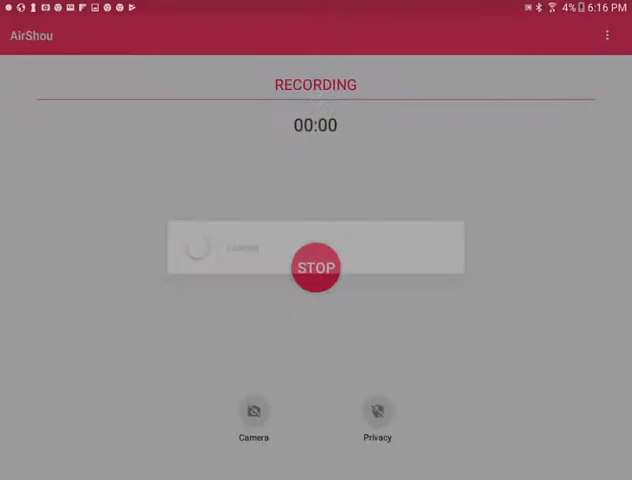 4% 6:16 PM
AirShou
RECORDING
00:00
STOP
Camera
Privacy